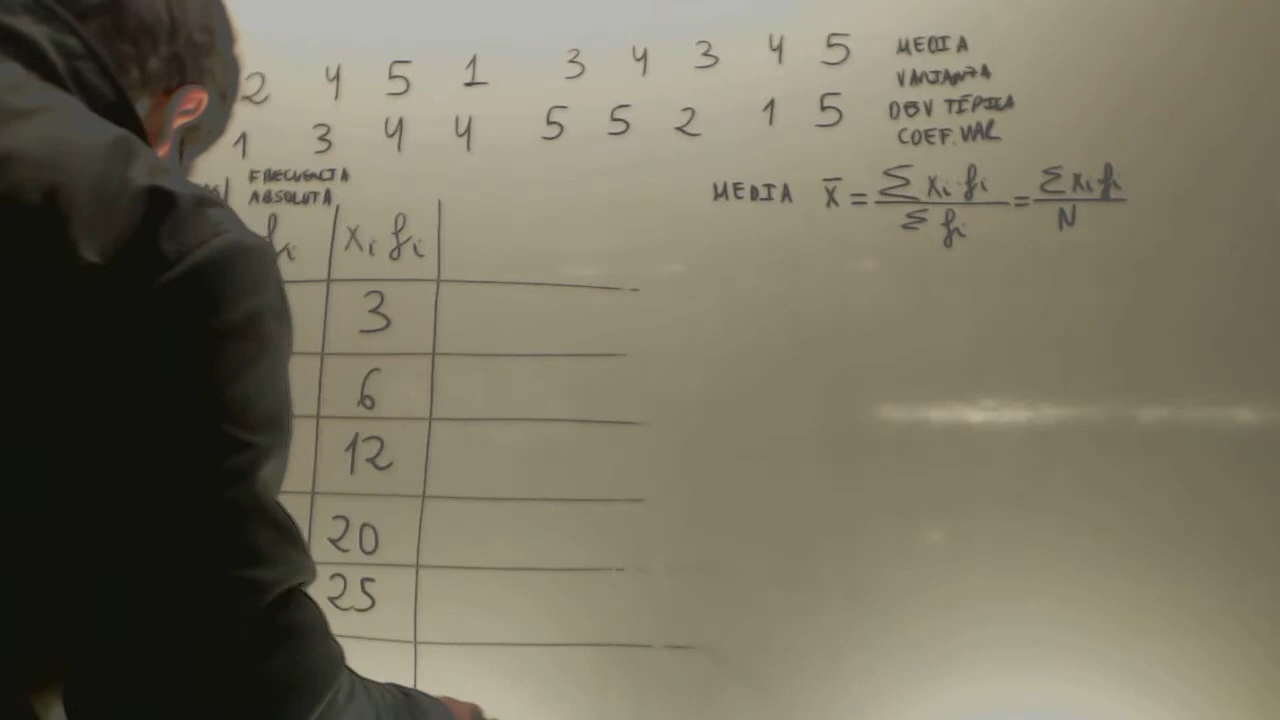 2 4 5 1 3 4 3 4 5
1 3 4 4 5 5 2 1 5
MEDIA
VARIANZA
DESV TÍPICA
COEF. VAR
FRECUENCIA
ABSOLUTA
MEDIA x̄ = Σ xi·fi / Σ fi = Σ xi fi / N
fi xi fi
3
6
12
20
25